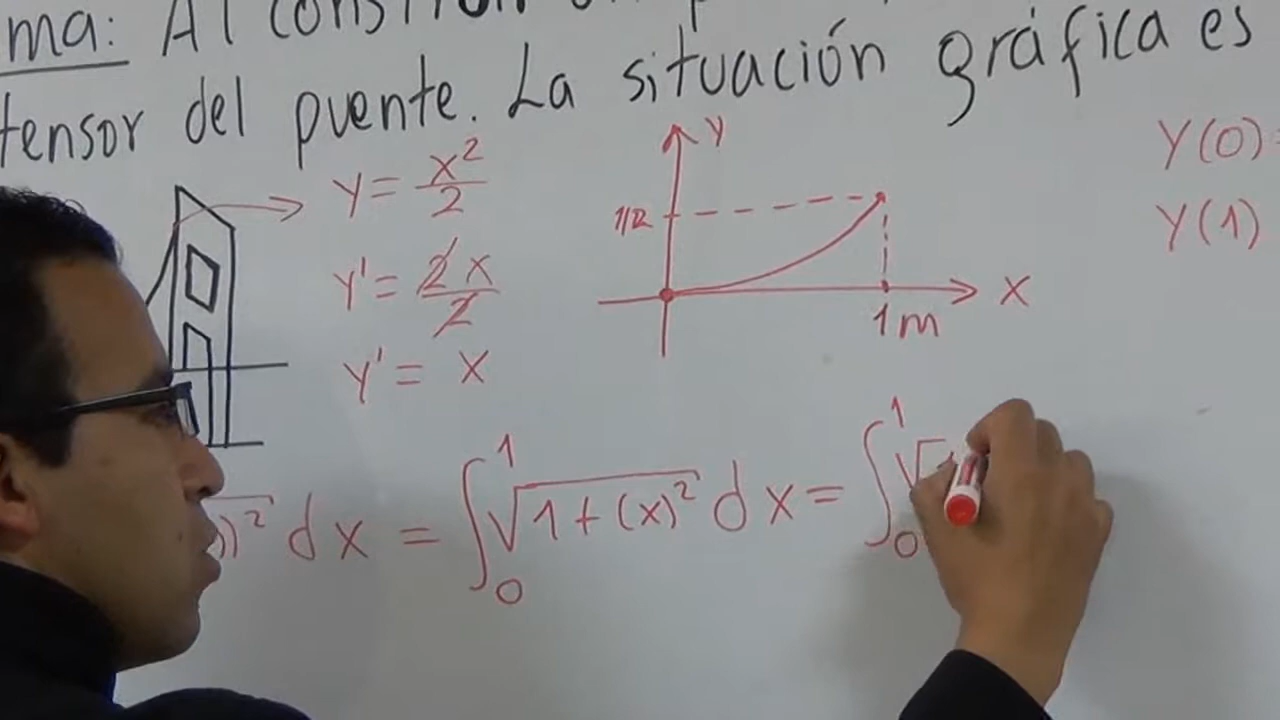 ma: Al
tensor del puente. La situación gráfica es
y = x²/2
y' = 2x/2
y' = x
y
1/2
x
1m
Y(0)
Y(1)
)² dx = ∫₀¹ √1+(x)² dx = ∫₀¹ √